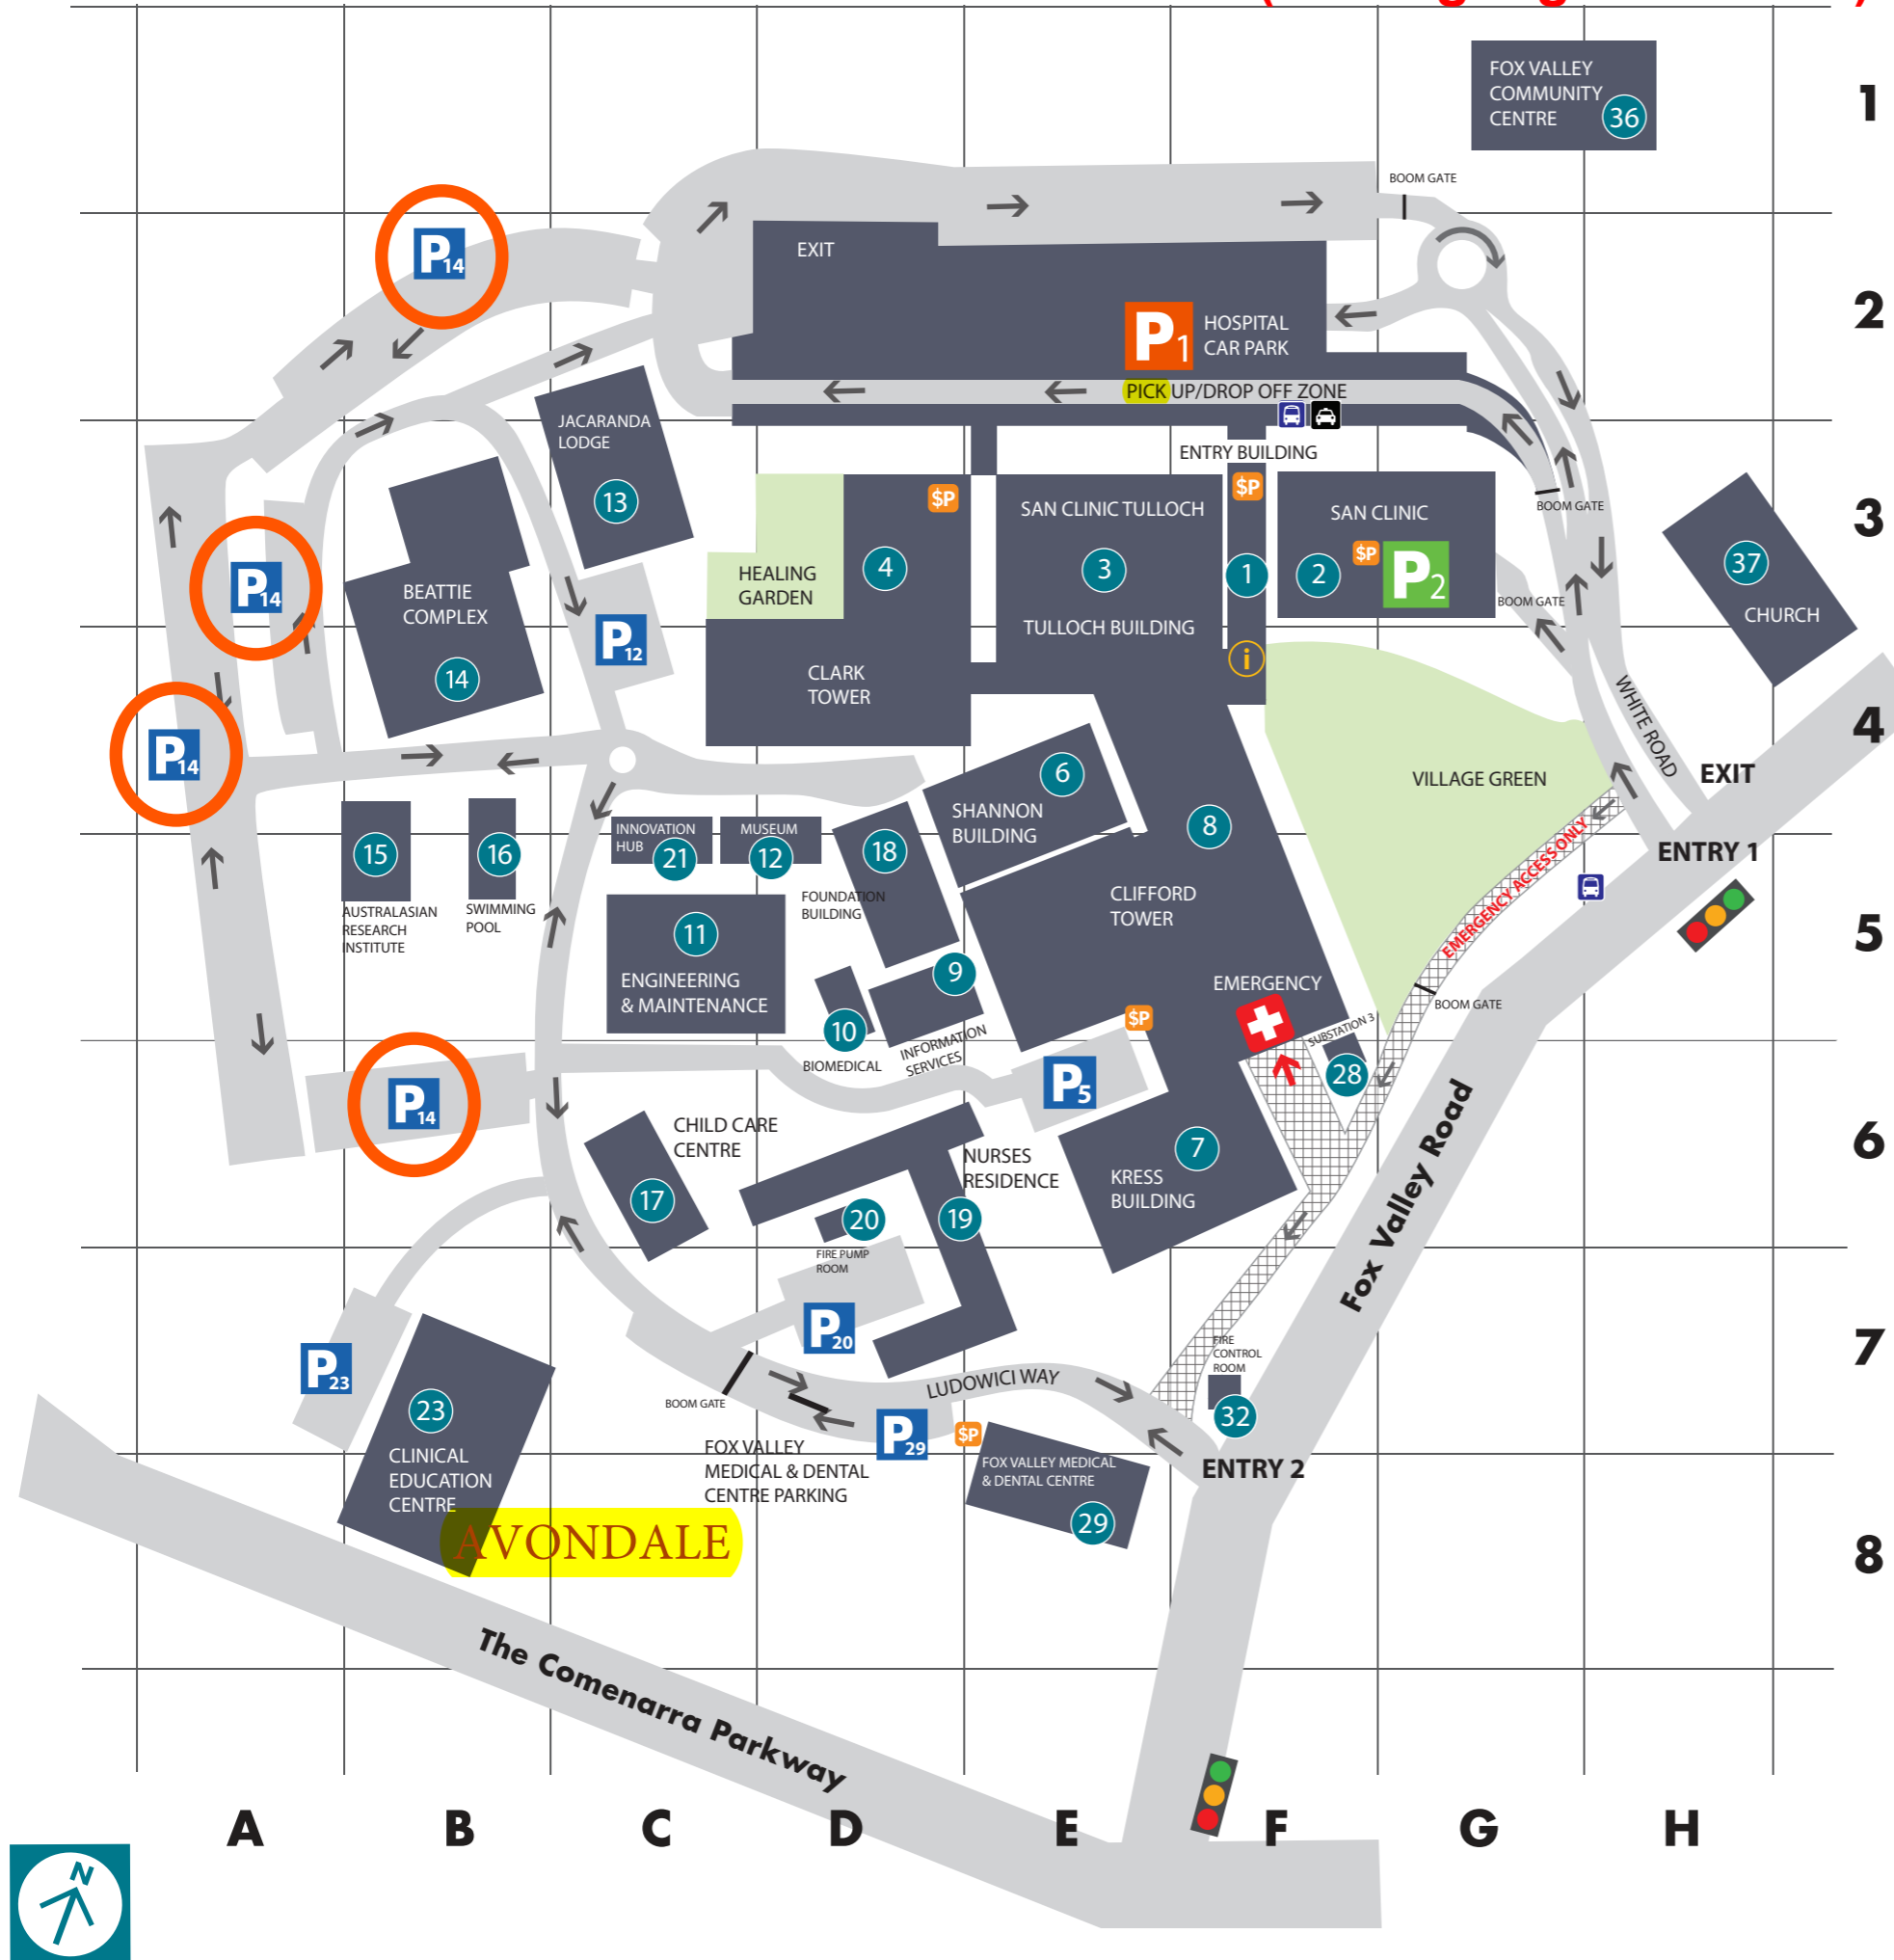 1
FOX VALLEY
COMMUNITY
CENTRE
36
BOOM GATE
P14
EXIT
2
P1
HOSPITAL
CAR PARK
PICK UP/DROP OFF ZONE
JACARANDA
LODGE
13
ENTRY BUILDING
$P
$P
SAN CLINIC TULLOCH
SAN CLINIC
BOOM GATE
3
P14
BEATTIE
COMPLEX
HEALING
GARDEN
4
3
1
2
$P
P2
37
CHURCH
BOOM GATE
P12
TULLOCH BUILDING
i
14
CLARK
TOWER
WHITE ROAD
4
P14
6
VILLAGE GREEN
EXIT
SHANNON
BUILDING
8
INNOVATION
HUB
21
MUSEUM
12
18
15
16
EMERGENCY ACCESS ONLY
ENTRY 1
AUSTRALASIAN
RESEARCH
INSTITUTE
SWIMMING
POOL
FOUNDATION
BUILDING
CLIFFORD
TOWER
5
11
ENGINEERING
& MAINTENANCE
9
EMERGENCY
BOOM GATE
10
BIOMEDICAL
INFORMATION
SERVICES
$P
SUBSTATION 3
28
P14
P5
CHILD CARE
CENTRE
6
17
NURSES
RESIDENCE
7
KRESS
BUILDING
20
19
FIRE PUMP
ROOM
Fox Valley Road
P23
P20
FIRE
CONTROL
ROOM
7
23
BOOM GATE
LUDOWICI WAY
32
P29
$P
CLINICAL
EDUCATION
CENTRE
FOX VALLEY
MEDICAL & DENTAL
CENTRE PARKING
FOX VALLEY MEDICAL
& DENTAL CENTRE
29
ENTRY 2
AVONDALE
8
The Comenarra Parkway
A B C D E F G H
N